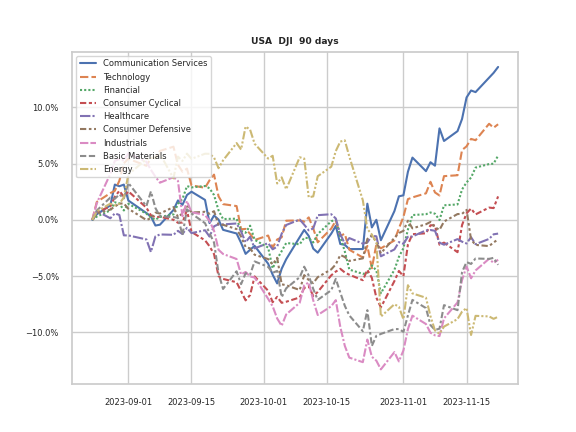 USA  DJI  90 days
Communication Services
Technology
Financial
Consumer Cyclical
Healthcare
Consumer Defensive
Industrials
Basic Materials
Energy
10.0%
5.0%
0.0%
−5.0%
−10.0%
2023-09-01
2023-09-15
2023-10-01
2023-10-15
2023-11-01
2023-11-15